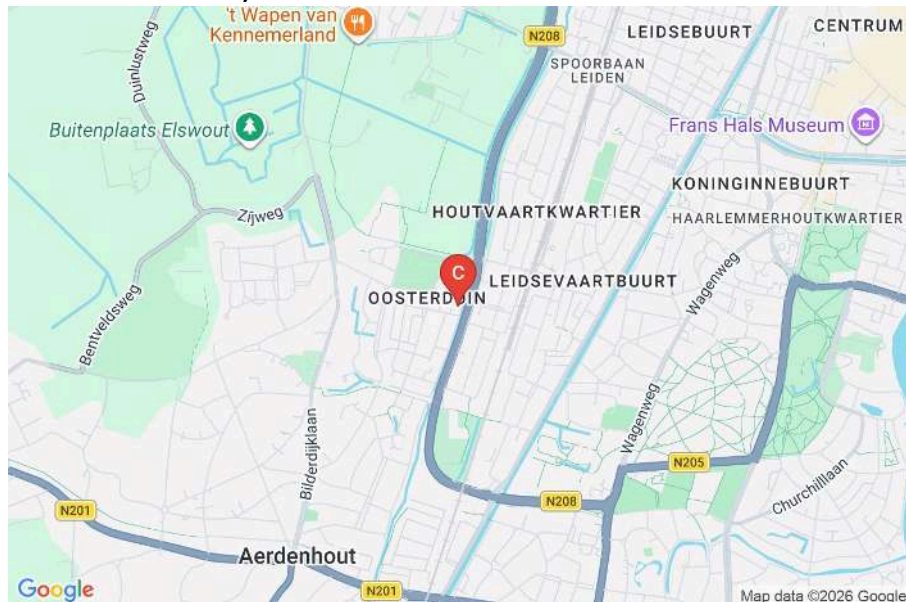 't Wapen van
Kennemerland
N208
LEIDSEBUURT
CENTRUM
SPOORBAAN
LEIDEN
Duinlustweg
Buitenplaats Elswout
Frans Hals Museum
KONINGINNEBUURT
Zijweg
HOUTVAARTKWARTIER
HAARLEMMERHOUTKWARTIER
C
LEIDSEVAARTBUURT
OOSTERDUIN
Wagenweg
Bentveldsweg
Wagenweg
Bilderdijklaan
N205
Churchilllaan
N201
N208
Aerdenhout
N201
Google
Map data ©2026 Google